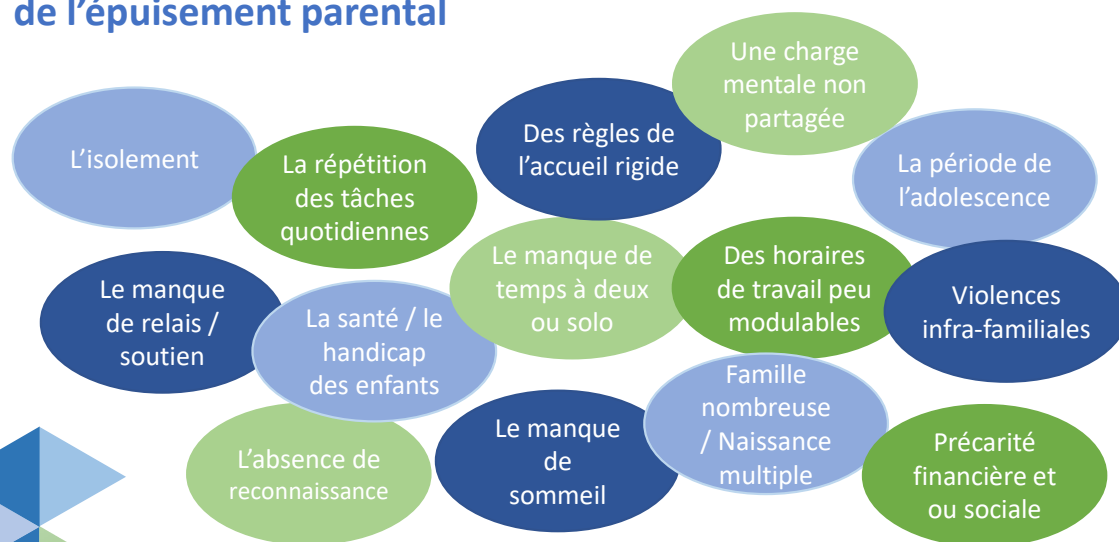 de l’épuisement parental
Une charge
mentale non
partagée
L’isolement
La répétition
des tâches
quotidiennes
Des règles de
l’accueil rigide
La période de
l’adolescence
Le manque
de relais /
soutien
La santé / le
handicap
des enfants
Le manque de
temps à deux
ou solo
Des horaires
de travail peu
modulables
Violences
infra-familiales
L’absence de
reconnaissance
Le manque
de
sommeil
Famille
nombreuse
/ Naissance
multiple
Précarité
financière et
ou sociale